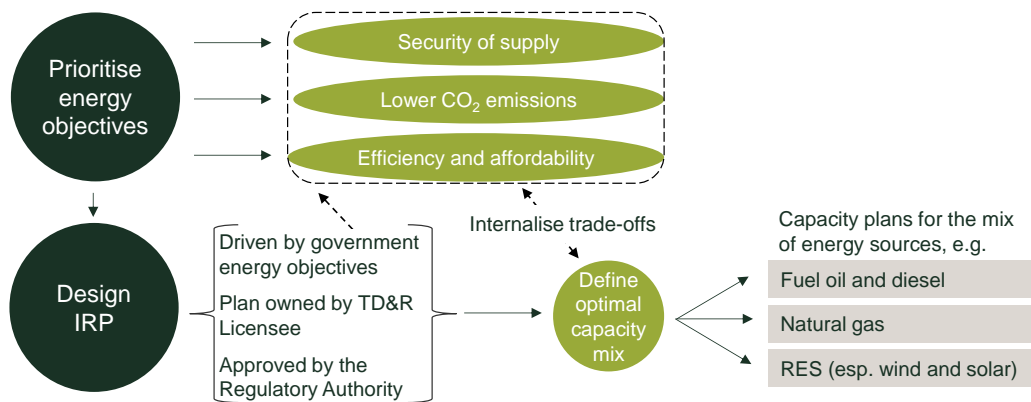 Prioritise
energy
objectives
Security of supply
Lower CO₂ emissions
Efficiency and affordability
Design
IRP
Driven by government
energy objectives
Plan owned by TD&R
Licensee
Approved by the
Regulatory Authority
Internalise trade-offs
Define
optimal
capacity
mix
Capacity plans for the mix
of energy sources, e.g.
Fuel oil and diesel
Natural gas
RES (esp. wind and solar)